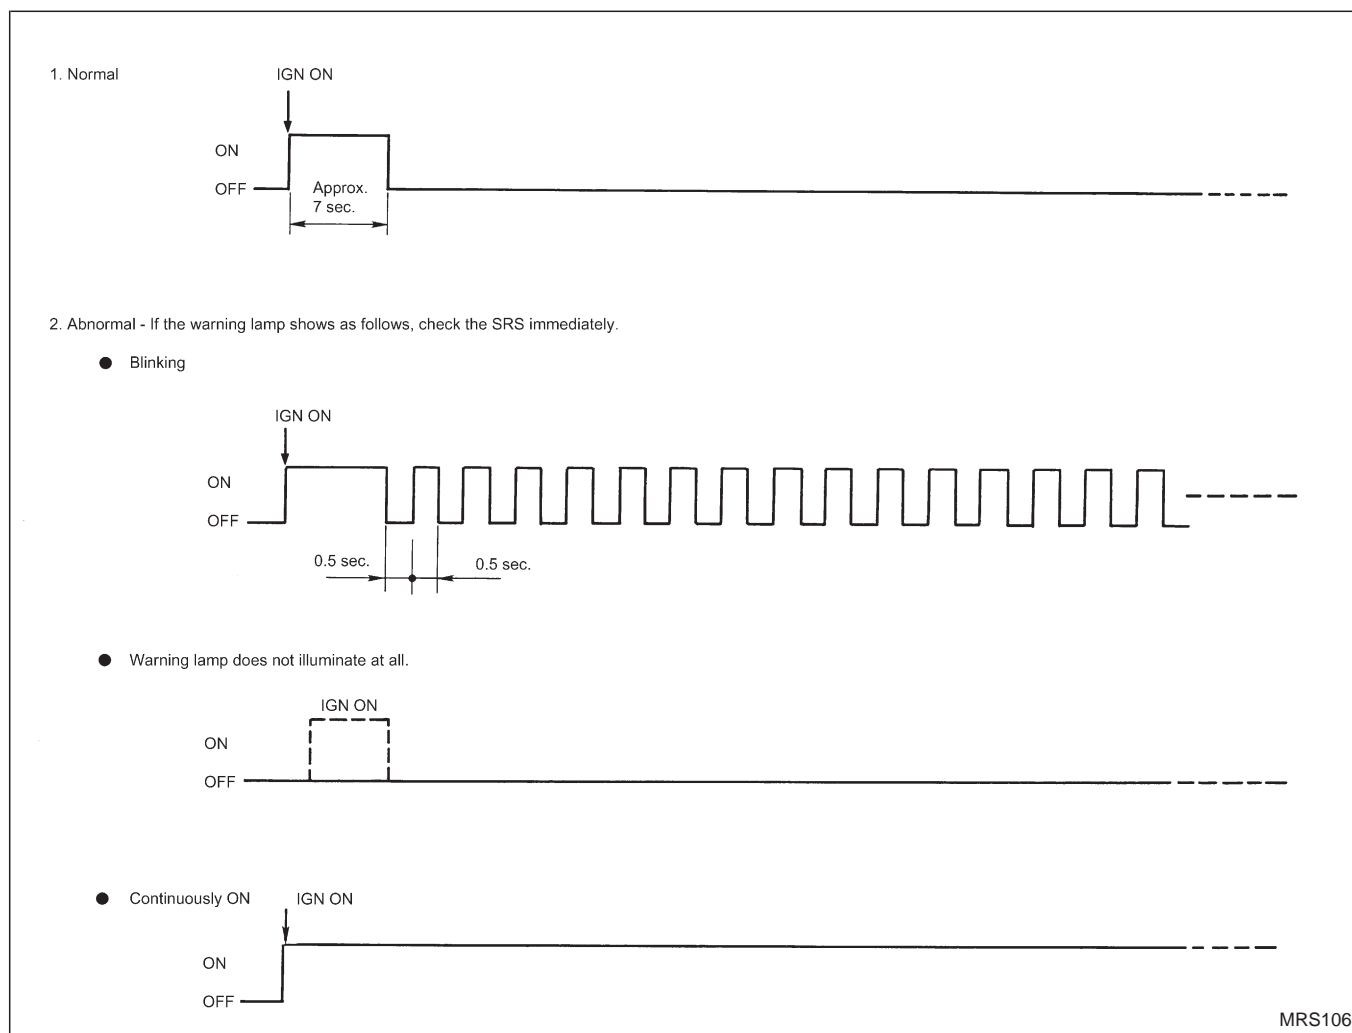 1. Normal
IGN ON
ON
OFF
Approx.
7 sec.
2. Abnormal - If the warning lamp shows as follows, check the SRS immediately.
● Blinking
IGN ON
ON
OFF
0.5 sec.
0.5 sec.
● Warning lamp does not illuminate at all.
IGN ON
ON
OFF
● Continuously ON
IGN ON
ON
OFF
MRS106